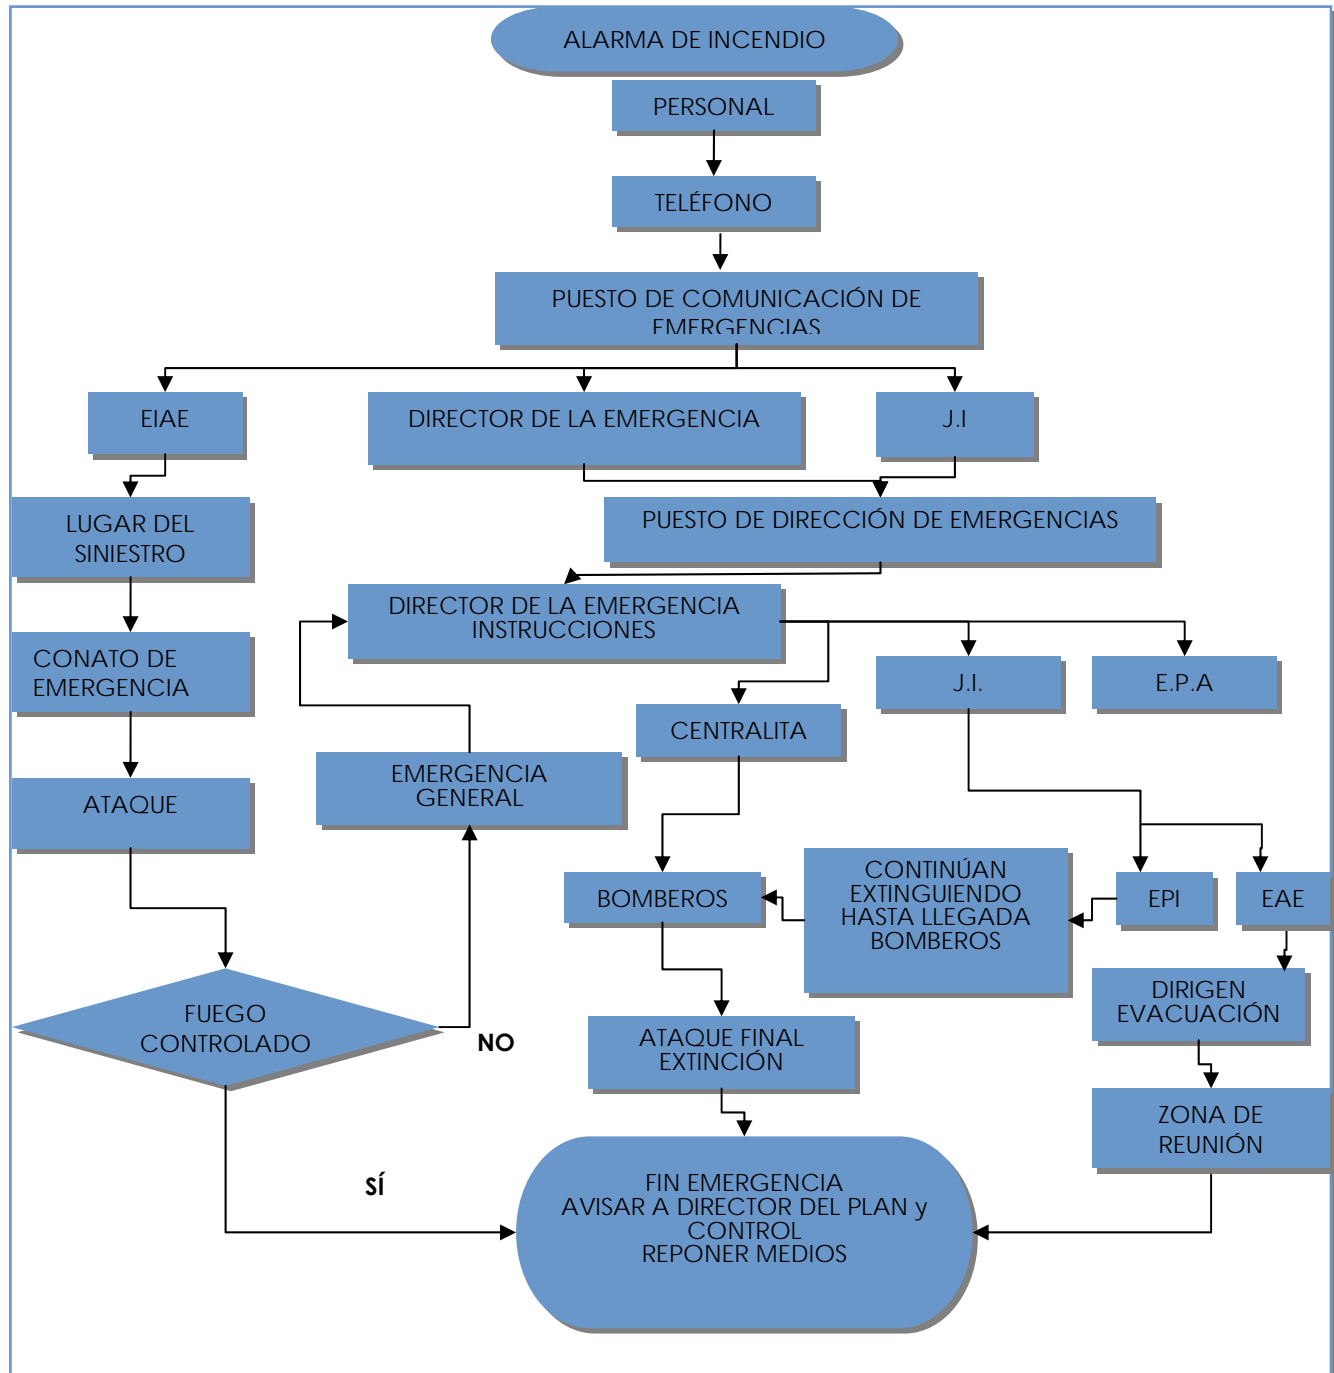 ALARMA DE INCENDIO
PERSONAL
TELÉFONO
PUESTO DE COMUNICACIÓN DE
EMERGENCIAS
EIAE
DIRECTOR DE LA EMERGENCIA
J.I
LUGAR DEL
SINIESTRO
PUESTO DE DIRECCIÓN DE EMERGENCIAS
DIRECTOR DE LA EMERGENCIA
INSTRUCCIONES
CONATO DE
EMERGENCIA
J.I.
E.P.A
CENTRALITA
EMERGENCIA
GENERAL
ATAQUE
BOMBEROS
CONTINÚAN
EXTINGUIENDO
HASTA LLEGADA
BOMBEROS
EPI
EAE
FUEGO
CONTROLADO
NO
DIRIGEN
EVACUACIÓN
ATAQUE FINAL
EXTINCIÓN
ZONA DE
REUNIÓN
SÍ
FIN EMERGENCIA
AVISAR A DIRECTOR DEL PLAN y
CONTROL
REPONER MEDIOS